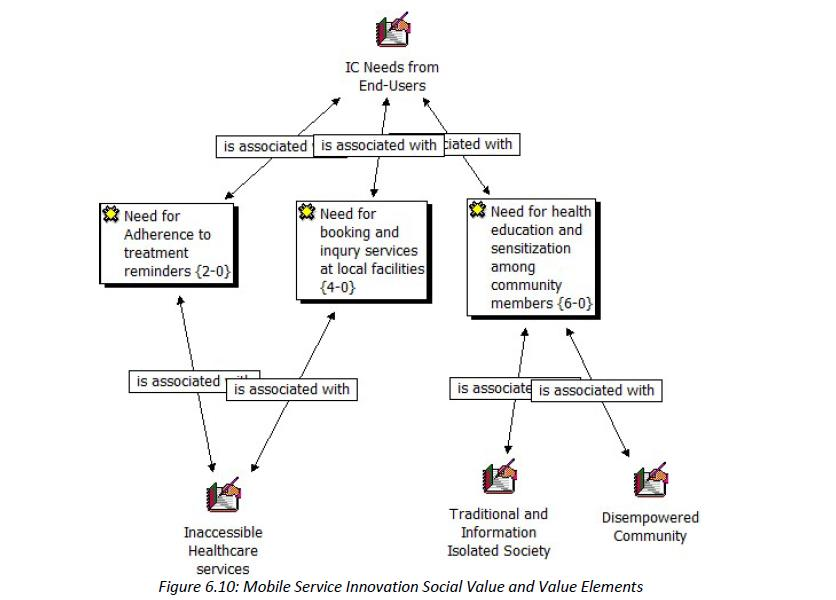 IC Needs from
End-Users
is associated
is associated with
ciated with
Need for
Adherence to
treatment
reminders {2-0}
Need for
booking and
inqury services
at local facilities
{4-0}
Need for health
education and
sensitization
among
community
members {6-0}
is associated with
is associated with
is associate
is associated with
Inaccessible
Healthcare
services
Traditional and
Information
Isolated Society
Disempowered
Community
Figure 6.10: Mobile Service Innovation Social Value and Value Elements